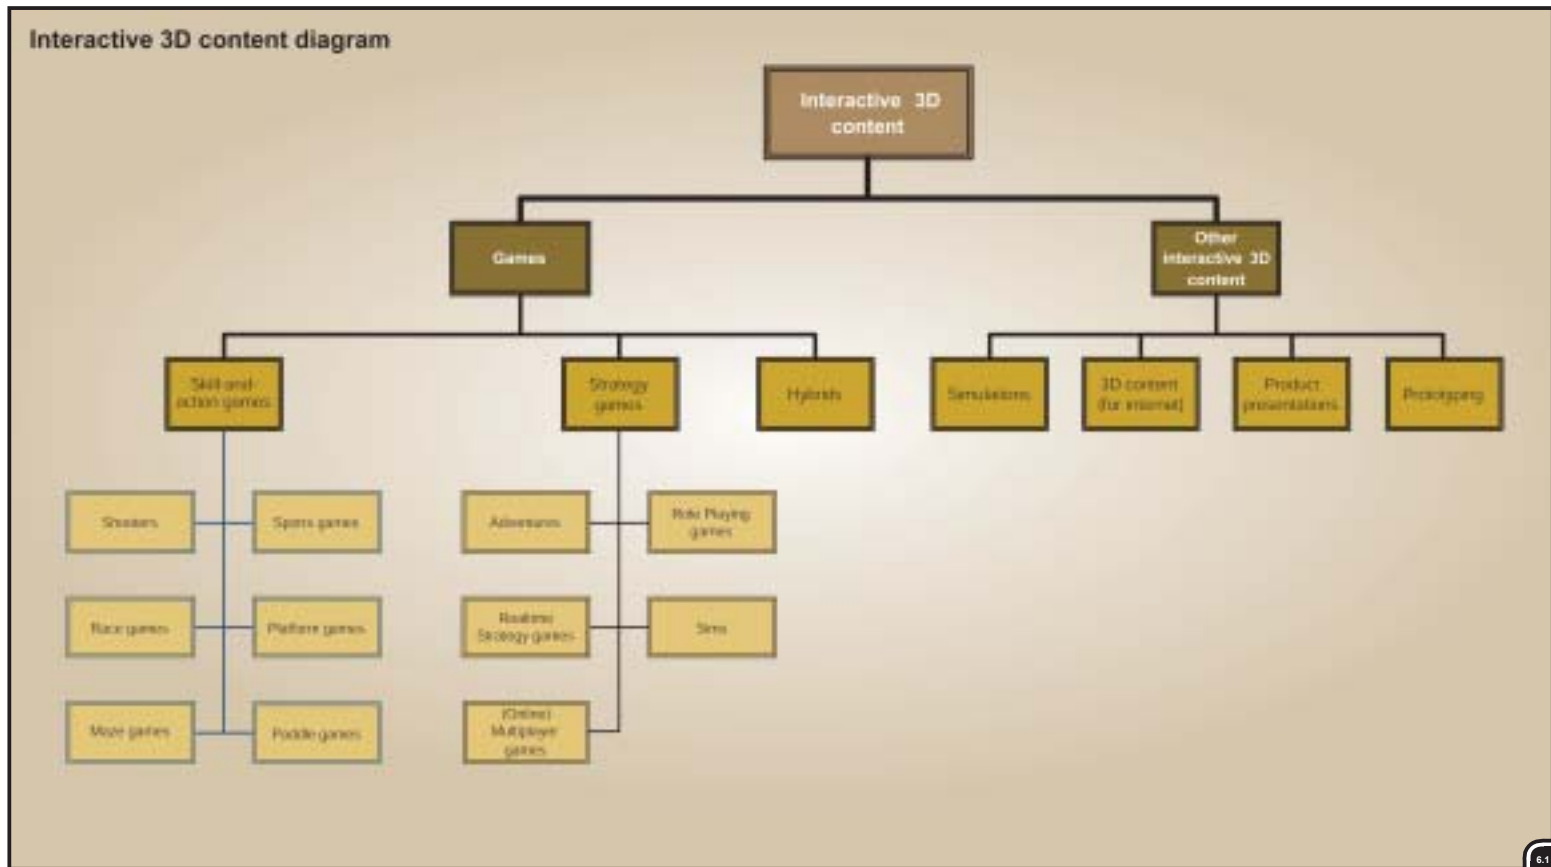 Interactive 3D content diagram
Interactive 3D
content
Games
Other
interactive 3D
content
Skill-and-
action games
Strategy
games
Hybrids
Simulations
3D content
(for internet)
Product
presentations
Prototyping
Shooters
Sports games
Adventures
Role Playing
games
Race games
Platform games
Realtime
Strategy games
Sims
Maze games
Paddle games
(Online)
Multiplayer
games
6.1